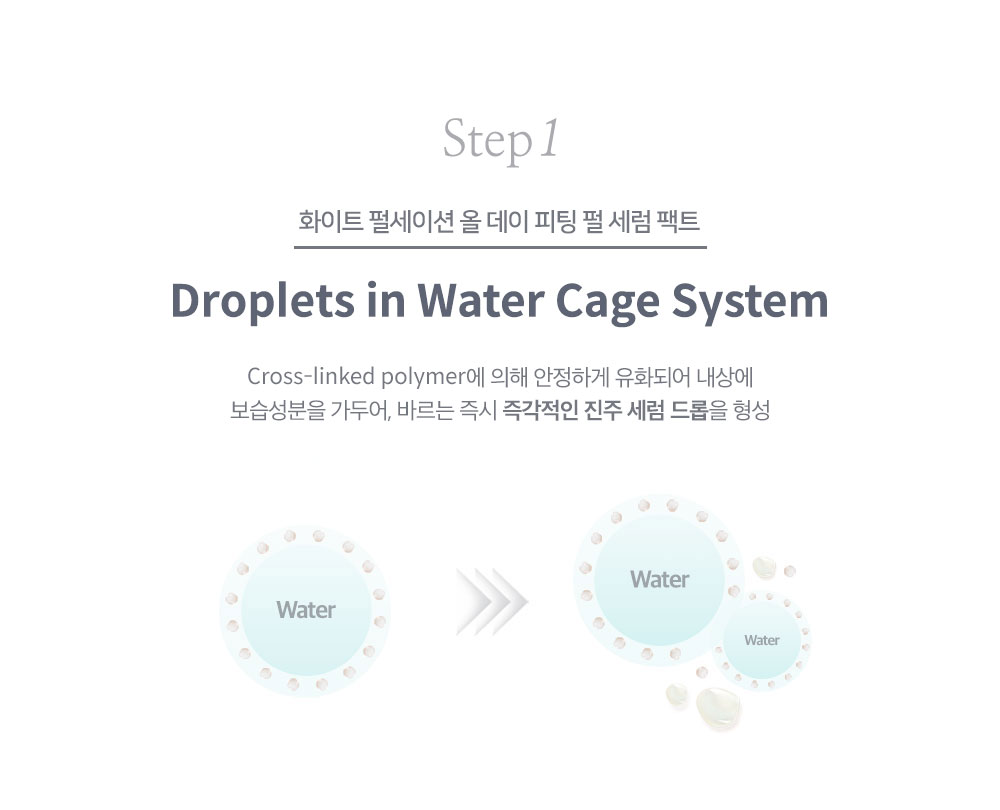 Step 1
화이트 펄세이션 올 데이 피팅 펄 세럼 팩트
Droplets in Water Cage System
Cross-linked polymer에 의해 안정하게 유화되어 내상에
보습성분을 가두어, 바르는 즉시 즉각적인 진주 세럼 드롭을 형성
Water
Water
Water